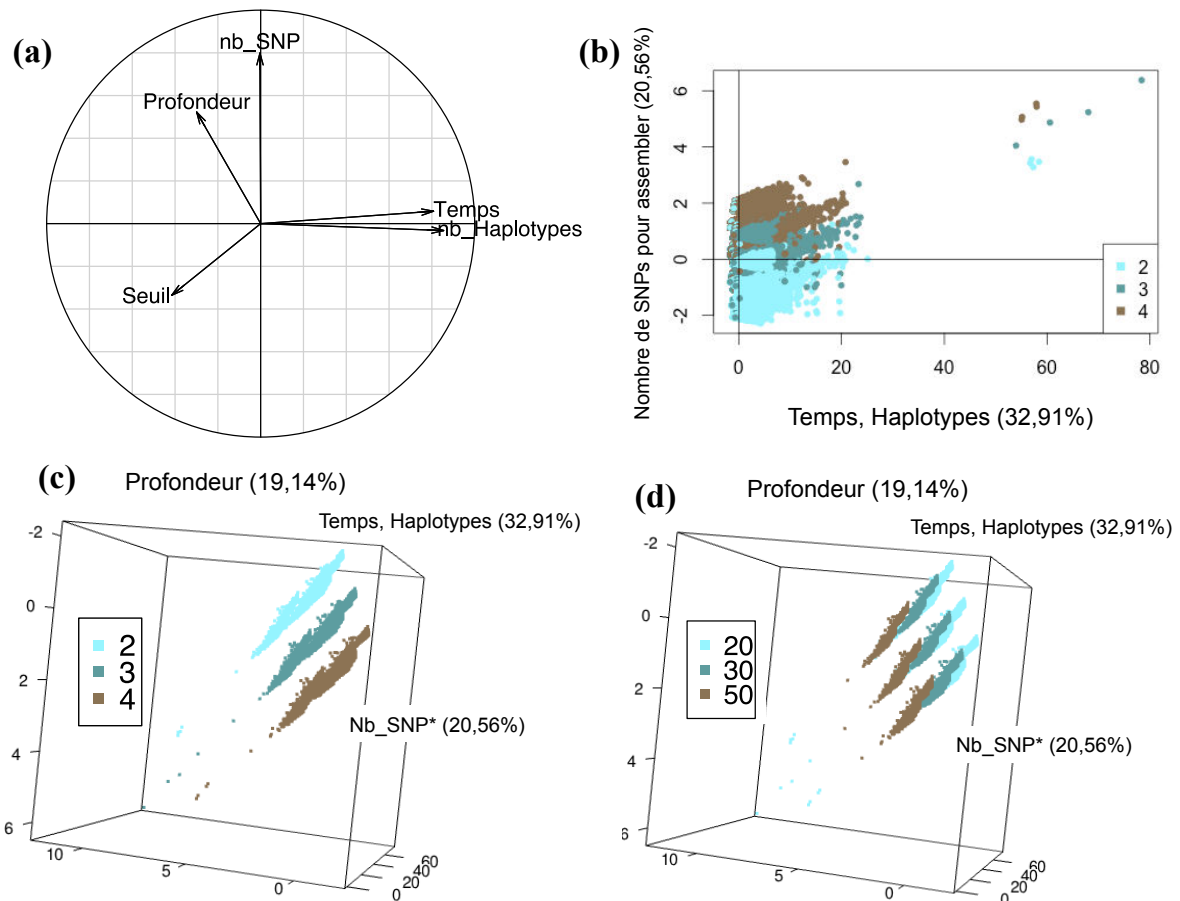 (a)
nb_SNP
Profondeur
Temps
nb_Haplotypes
Seuil
(b)
Nombre de SNPs pour assembler (20,56%)
6
4
2
0
-2
2
3
4
0
20
40
60
80
Temps, Haplotypes (32,91%)
(c)
Profondeur (19,14%)
Temps, Haplotypes (32,91%)
-2
0
2
4
6
2
3
4
Nb_SNP* (20,56%)
10
5
0
60
40
20
0
(d)
Profondeur (19,14%)
Temps, Haplotypes (32,91%)
-2
0
2
4
6
20
30
50
Nb_SNP* (20,56%)
10
5
0
60
40
20
0